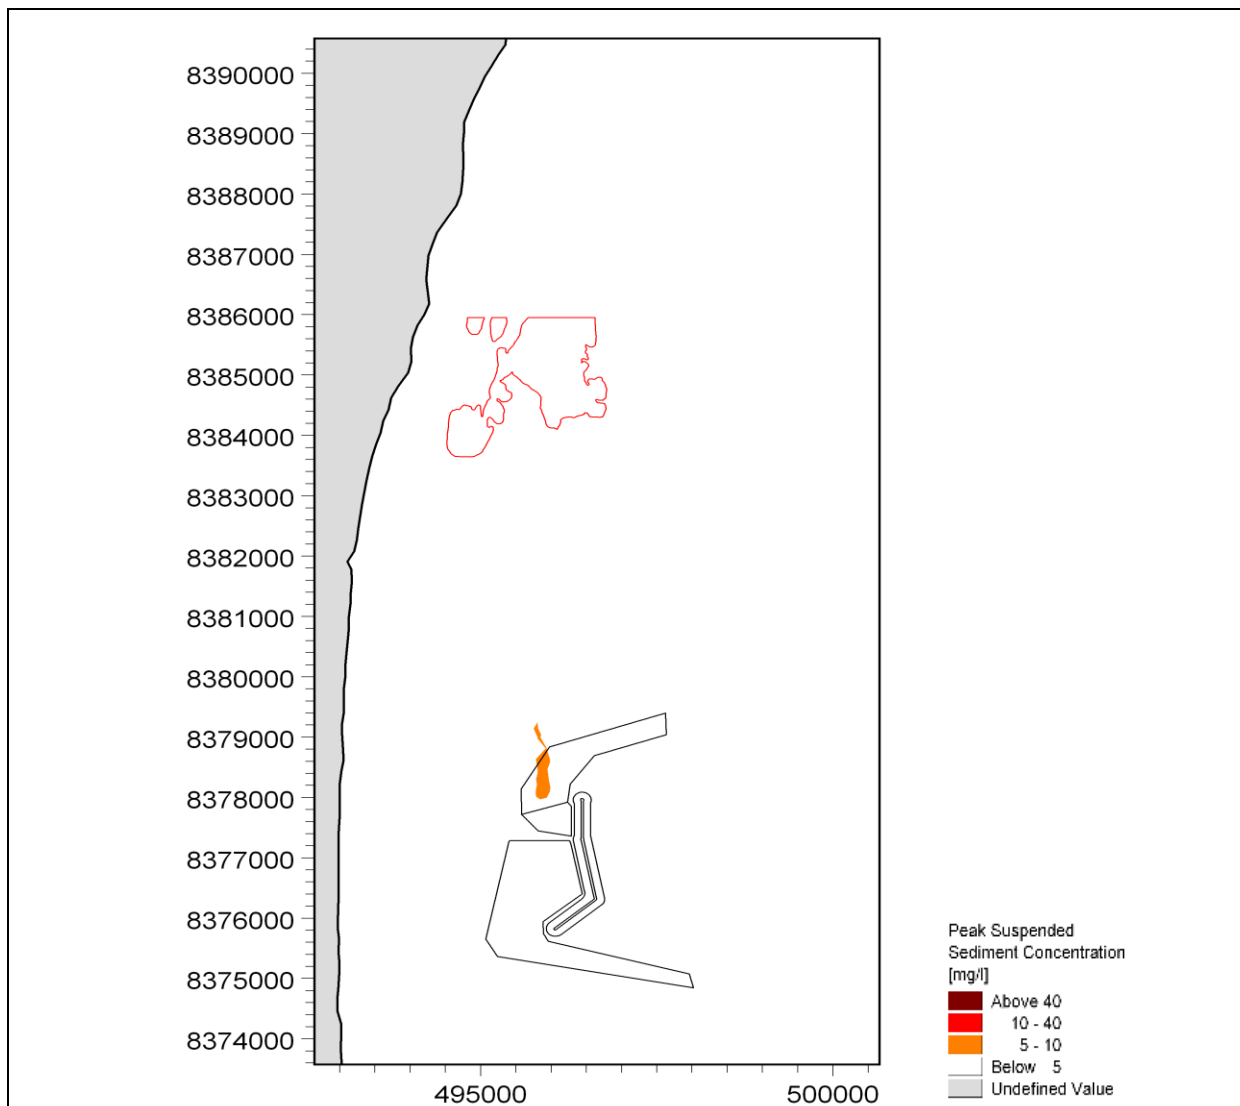 8390000
8389000
8388000
8387000
8386000
8385000
8384000
8383000
8382000
8381000
8380000
8379000
8378000
8377000
8376000
8375000
8374000
495000 500000
Peak Suspended
Sediment Concentration
[mg/l]
Above 40
10 - 40
5 - 10
Below 5
Undefined Value